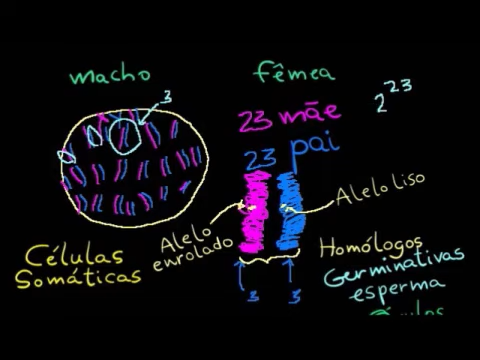 macho
fêmea
3
2^23
23 mãe
23 pai
Alelo liso
Alelo
enrolado
Células
Somáticas
Homólogos
Germinativas
esperma
3
3